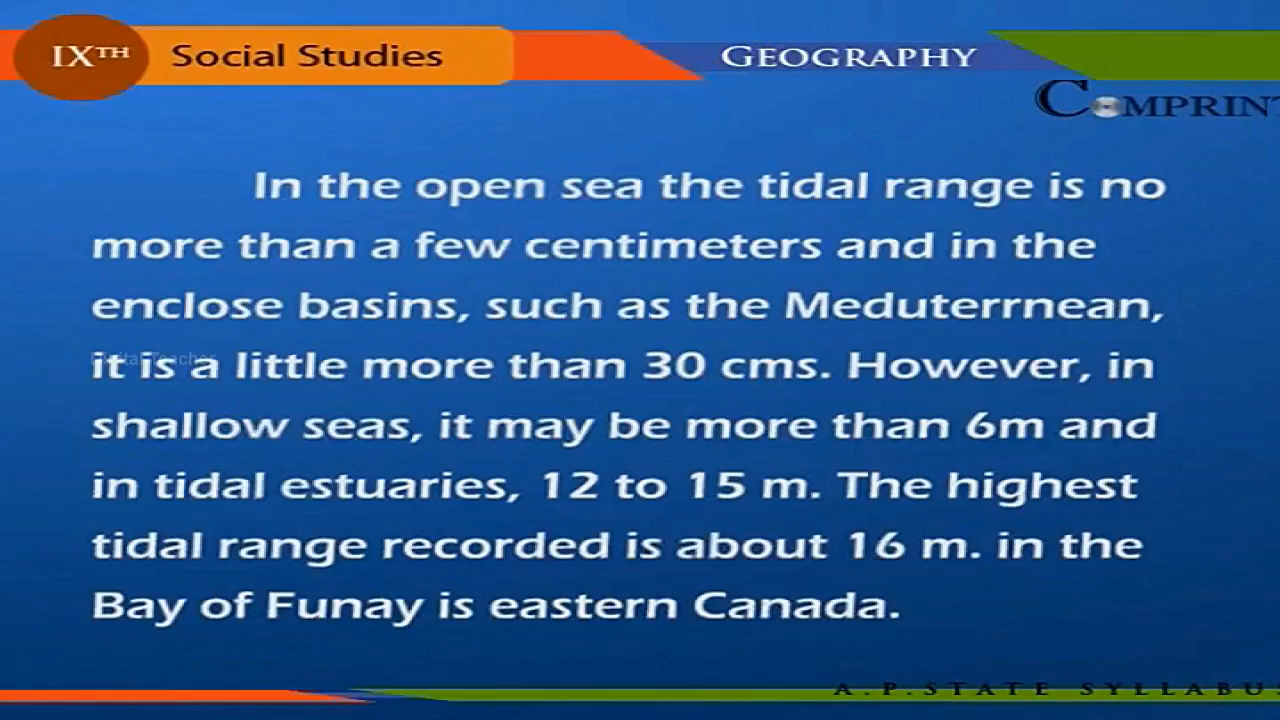 IXTH Social Studies GEOGRAPHY
COMPRINT
In the open sea the tidal range is no
more than a few centimeters and in the
enclose basins, such as the Meduterrnean,
it is a little more than 30 cms. However, in
shallow seas, it may be more than 6m and
in tidal estuaries, 12 to 15 m. The highest
tidal range recorded is about 16 m. in the
Bay of Funay is eastern Canada.
Digital Teacher
A.P.STATE SYLLABUS